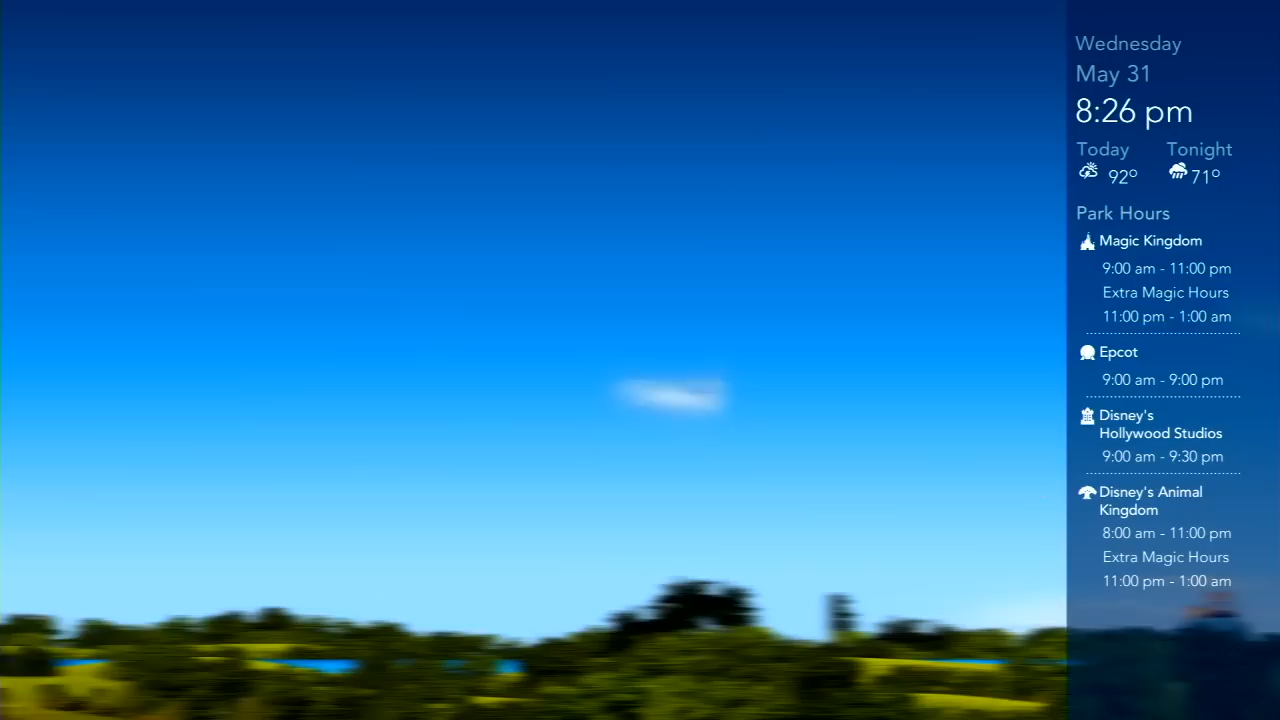 Wednesday
May 31
8:26 pm
Today Tonight
92° 71°
Park Hours
Magic Kingdom
9:00 am - 11:00 pm
Extra Magic Hours
11:00 pm - 1:00 am
Epcot
9:00 am - 9:00 pm
Disney's
Hollywood Studios
9:00 am - 9:30 pm
Disney's Animal
Kingdom
8:00 am - 11:00 pm
Extra Magic Hours
11:00 pm - 1:00 am